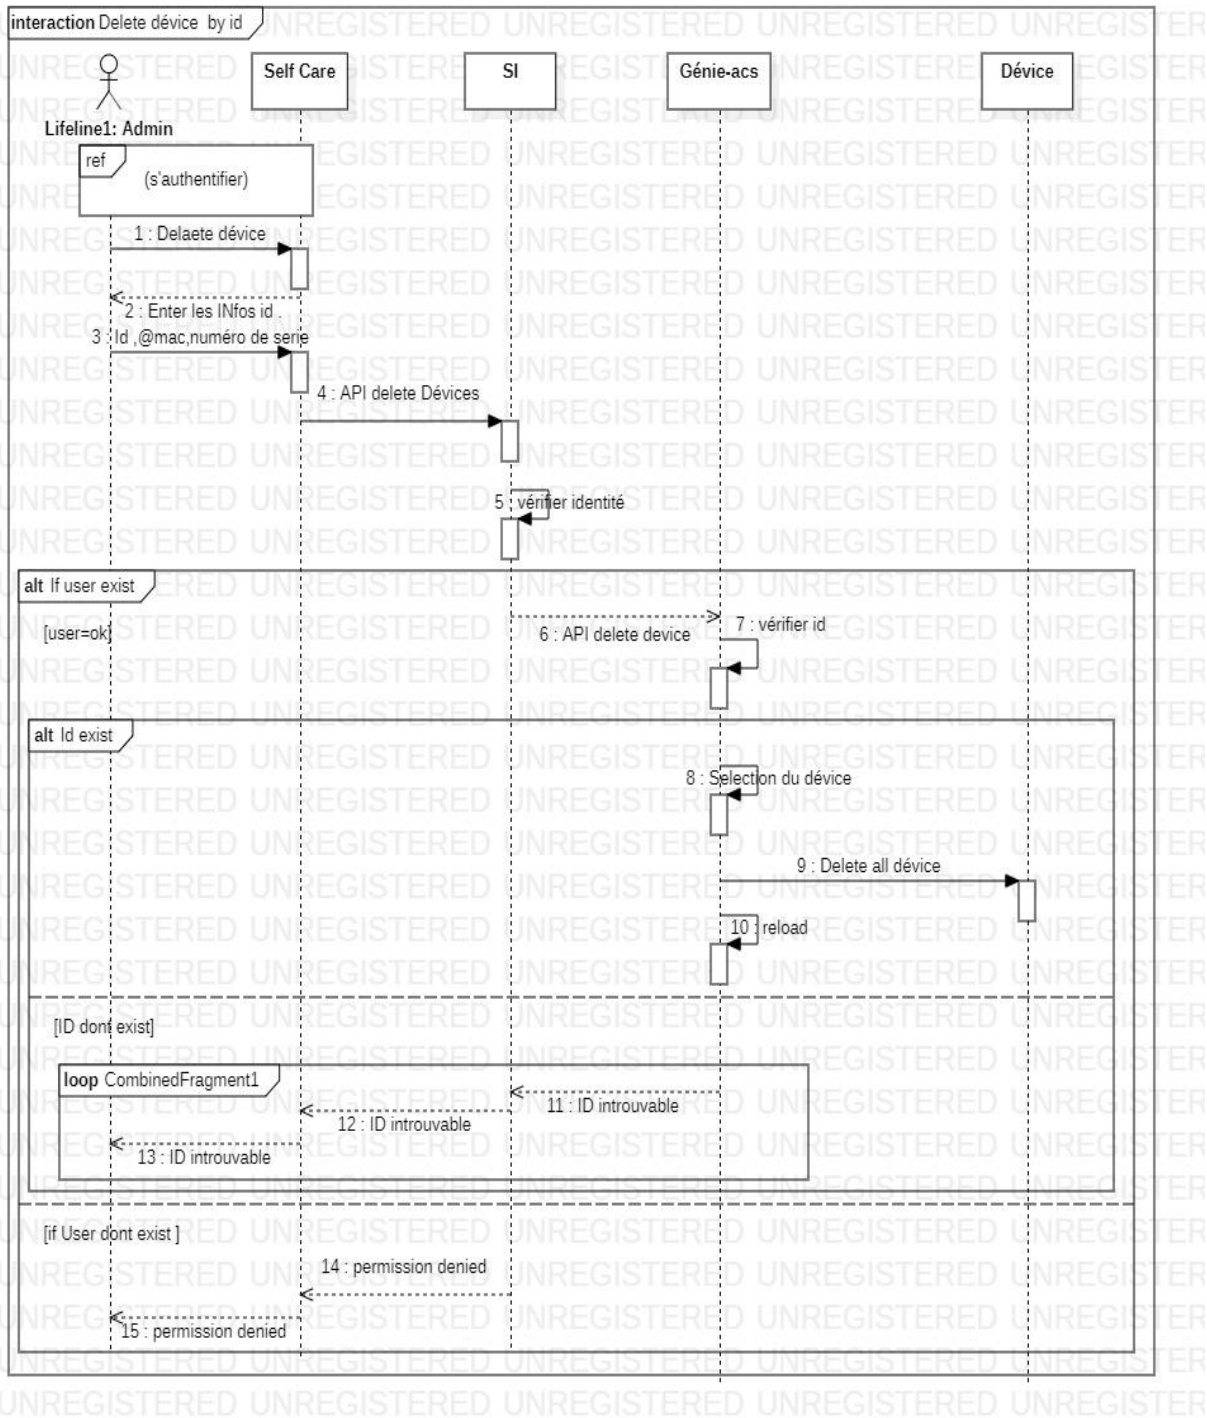 interaction Delete dévice by id
Self Care
SI
Génie-acs
Dévice
Lifeline1: Admin
ref
(s'authentifier)
1 : Delaete dévice
2 : Enter les INfos id .
3 : Id ,@mac,numéro de serie
4 : API delete Dévices
5 : vérifier identité
alt If user exist
[user=ok]
6 : API delete device
7 : vérifier id
alt Id exist
8 : Selection du dévice
9 : Delete all dévice
10 : reload
[ID dont exist]
loop CombinedFragment1
11 : ID introuvable
12 : ID introuvable
13 : ID introuvable
[if User dont exist ]
14 : permission denied
15 : permission denied
UNREGISTERED